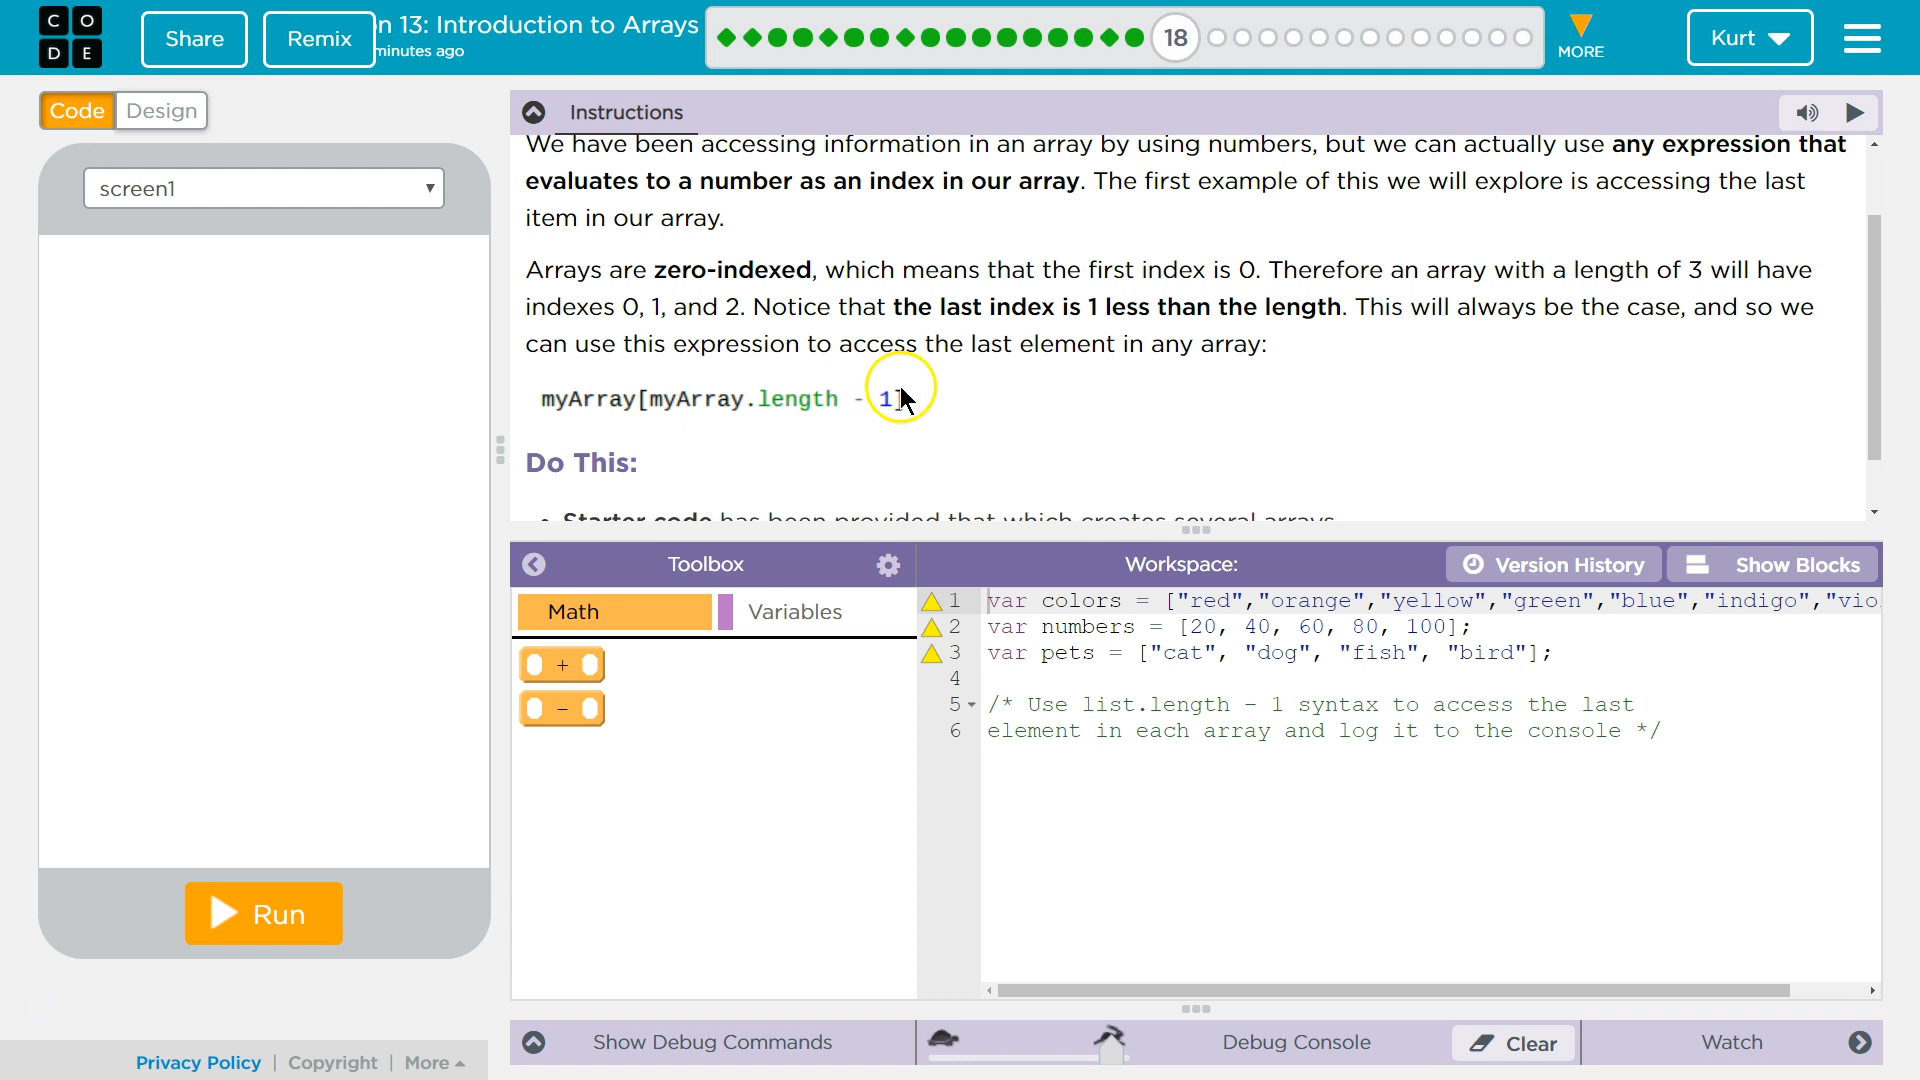 C O
D E
Share
Remix
n 13: Introduction to Arrays
minutes ago
18
MORE
Kurt
Code
Design
Instructions
screen1
We have been accessing information in an array by using numbers, but we can actually use any expression that
evaluates to a number as an index in our array. The first example of this we will explore is accessing the last
item in our array.
Arrays are zero-indexed, which means that the first index is 0. Therefore an array with a length of 3 will have
indexes 0, 1, and 2. Notice that the last index is 1 less than the length. This will always be the case, and so we
can use this expression to access the last element in any array:
myArray[myArray.length - 1]
Do This:
• Starter code has been provided that which creates several arrays
Toolbox
Workspace:
Version History
Show Blocks
Math
Variables
+
-
1 var colors = ["red","orange","yellow","green","blue","indigo","vio
2 var numbers = [20, 40, 60, 80, 100];
3 var pets = ["cat", "dog", "fish", "bird"];
4
5 /* Use list.length - 1 syntax to access the last
6 element in each array and log it to the console */
Run
Show Debug Commands
Debug Console
Clear
Watch
Privacy Policy | Copyright | More